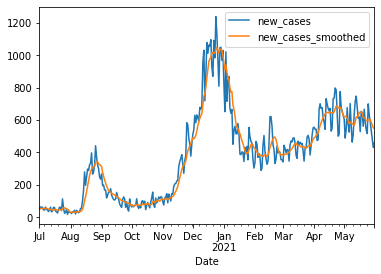 new_cases
new_cases_smoothed
1200
1000
800
600
400
200
0
Jul Aug Sep Oct Nov Dec Jan Feb Mar Apr May
2021
Date